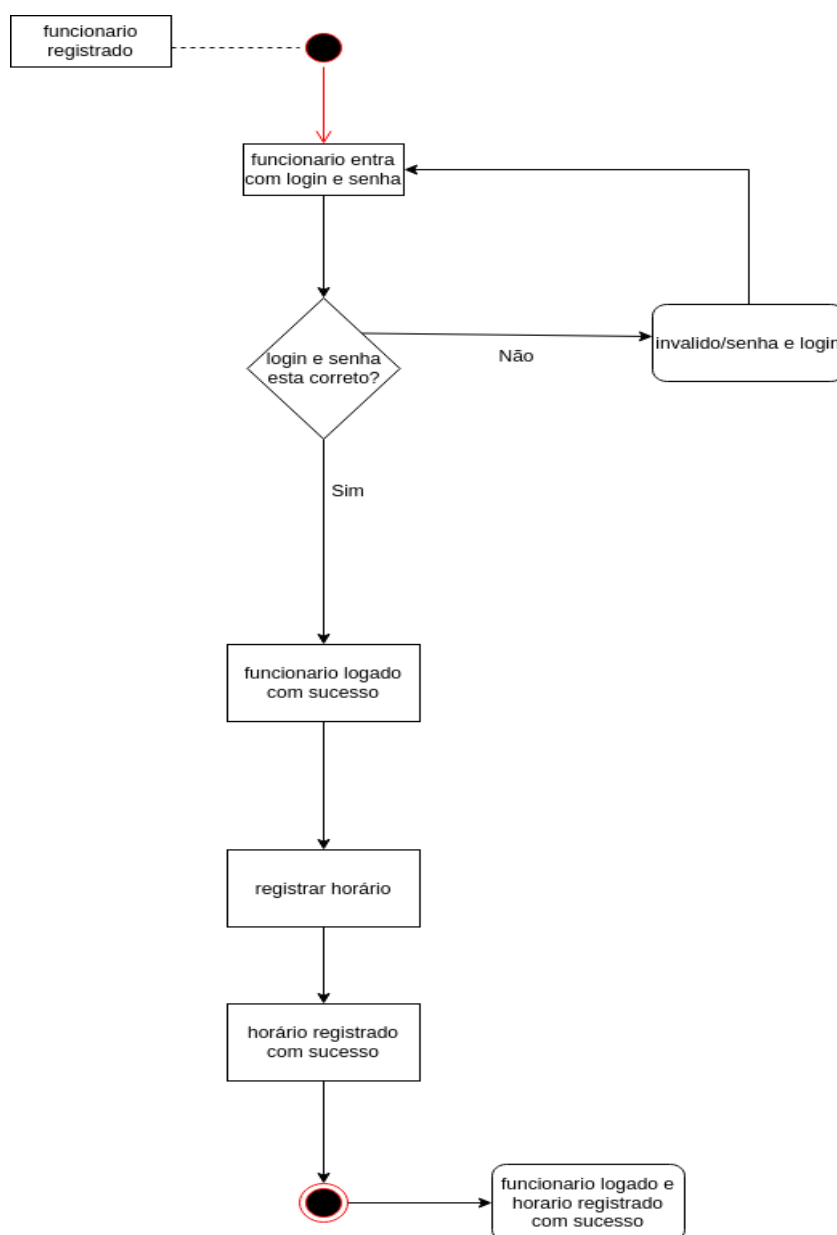 funcionario
registrado
funcionario entra
com login e senha
login e senha
esta correto?
Não
invalido/senha e login
Sim
funcionario logado
com sucesso
registrar horário
horário registrado
com sucesso
funcionario logado e
horario registrado
com sucesso